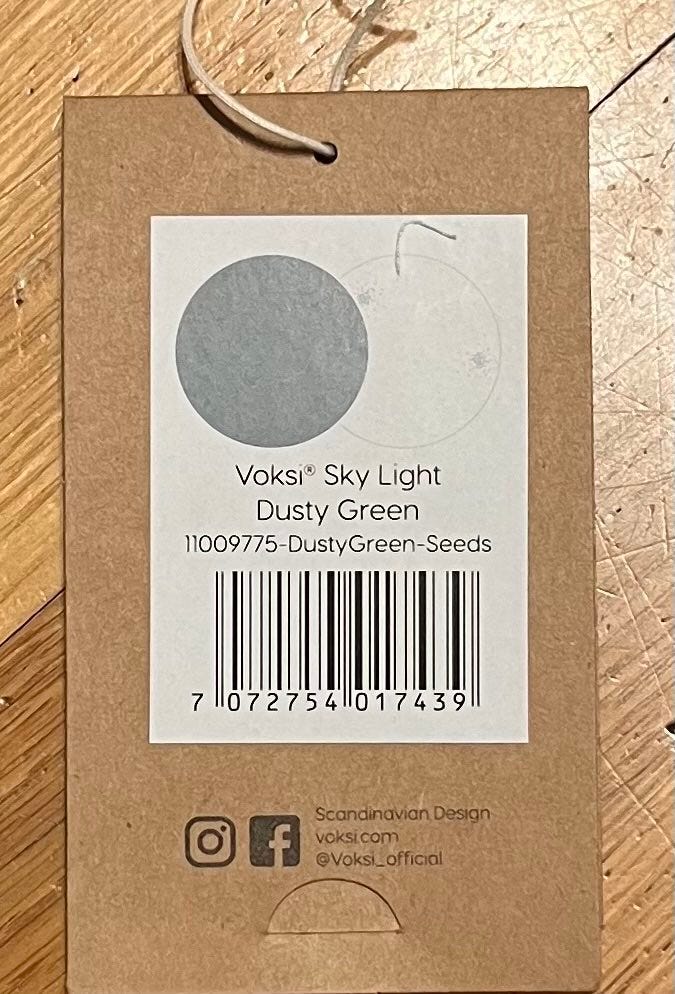 Voksi® Sky Light
Dusty Green
11009775-DustyGreen-Seeds
7 072754 017439
Scandinavian Design
voksi.com
@Voksi_official